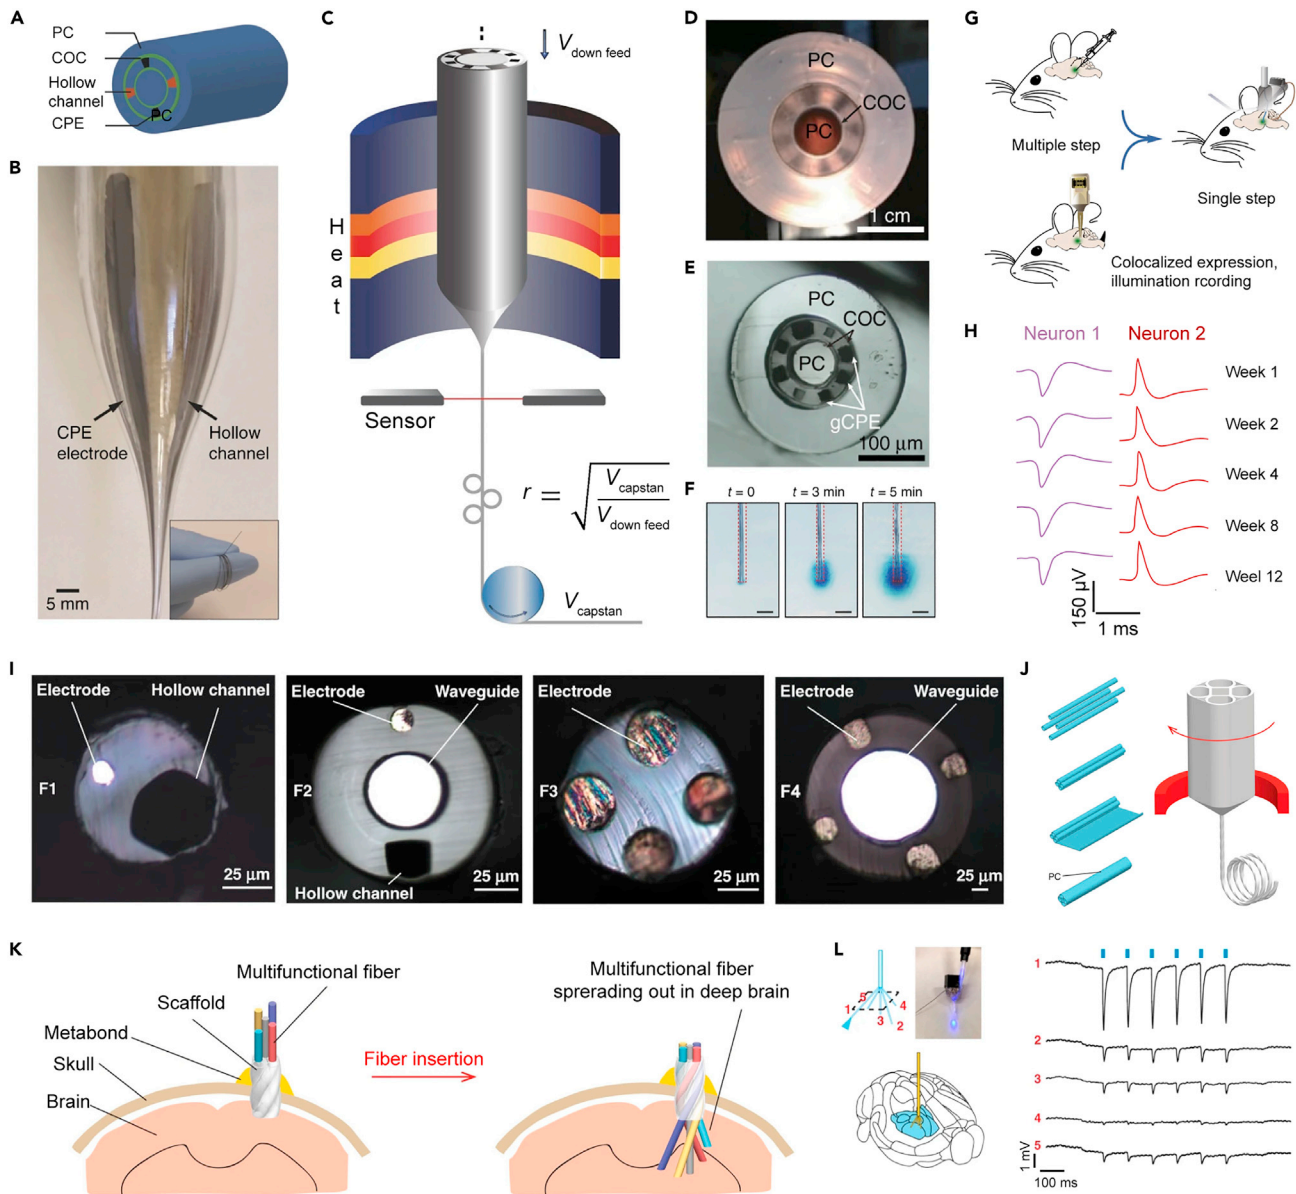 A
PC
COC
Hollow
channel
CPE
PC
B
CPE
electrode
Hollow
channel
5 mm
C
V down feed
H
e
a
t
Sensor
r = √ V capstan / V down feed
V capstan
D
PC
COC
PC
1 cm
E
PC
COC
PC
gCPE
100 μm
F
t = 0
t = 3 min
t = 5 min
G
Multiple step
Single step
Colocalized expression,
illumination rcording
H
Neuron 1
Neuron 2
Week 1
Week 2
Week 4
Week 8
Weel 12
150 μV
1 ms
I
Electrode
Hollow channel
F1
25 μm
Electrode
Waveguide
F2
Hollow channel
25 μm
Electrode
F3
25 μm
Electrode
Waveguide
F4
25 μm
J
PC
K
Multifunctional fiber
Scaffold
Metabond
Skull
Brain
Fiber insertion
Multifunctional fiber
sprerading out in deep brain
L
5
4
1
3
2
1
2
3
4
5
1 mV
100 ms